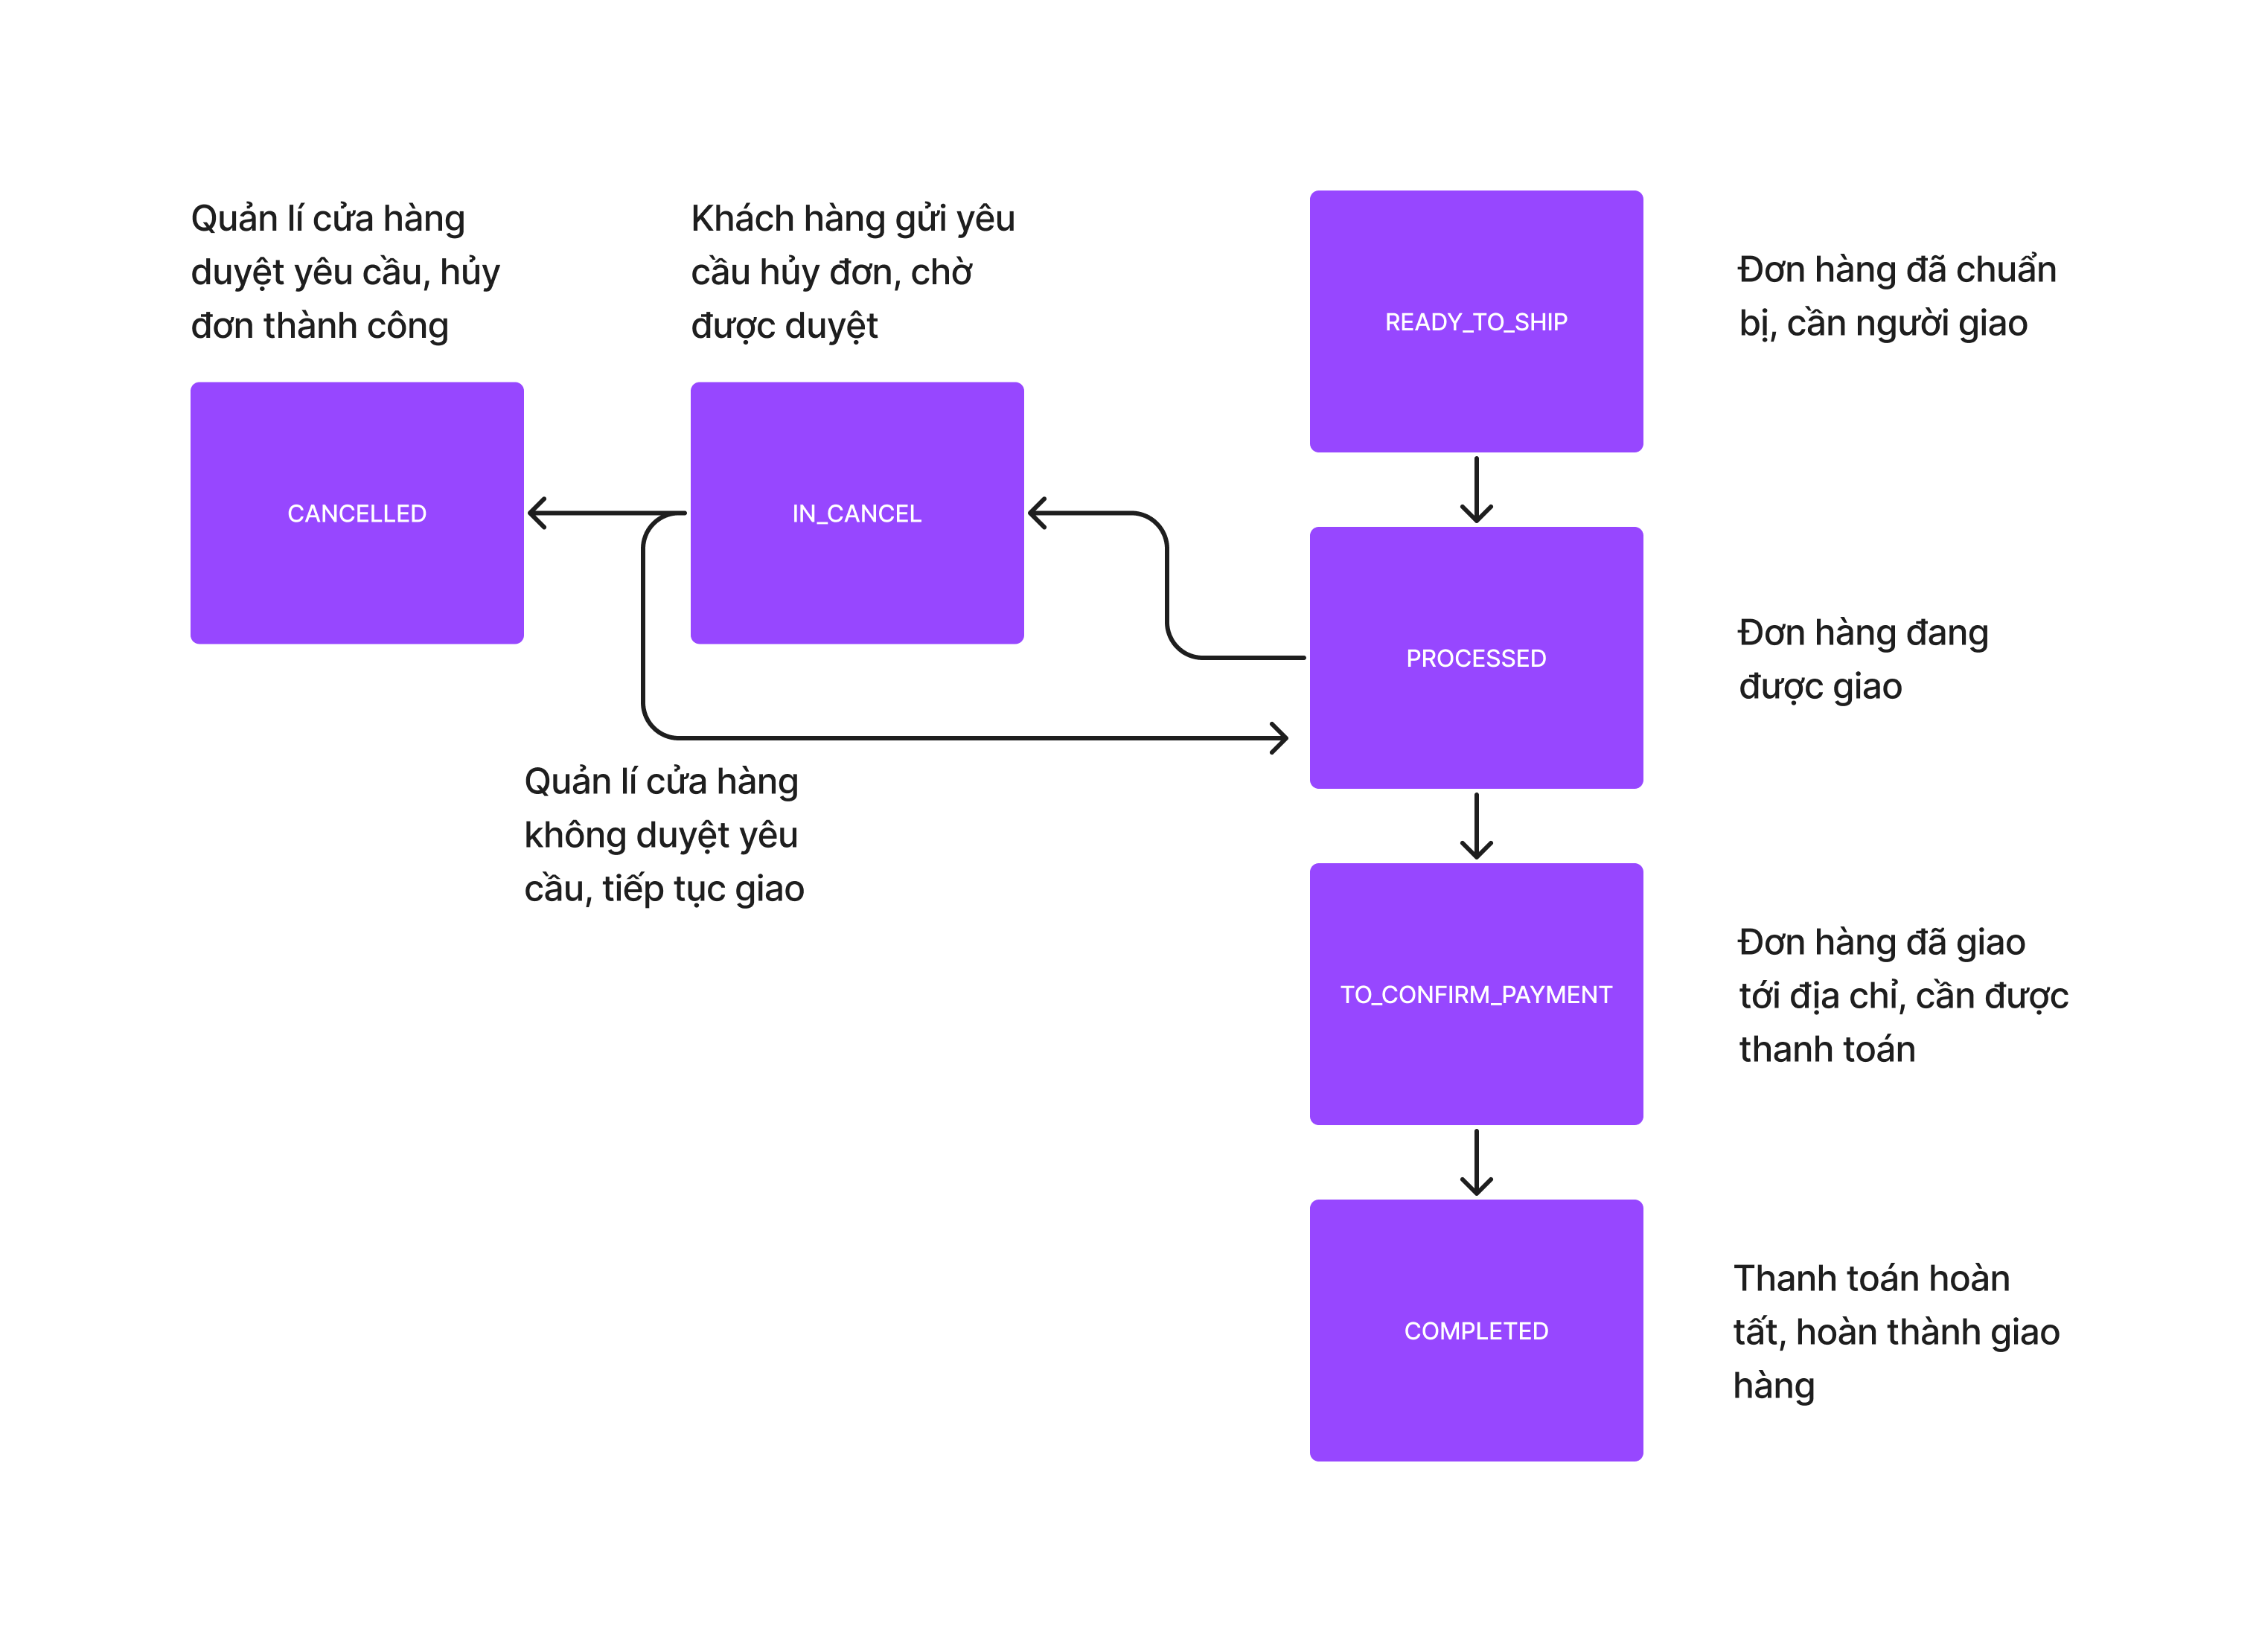 Quản lí cửa hàng
duyệt yêu cầu, hủy
đơn thành công
Khách hàng gửi yêu
cầu hủy đơn, chờ
được duyệt
CANCELLED
IN_CANCEL
Quản lí cửa hàng
không duyệt yêu
cầu, tiếp tục giao
READY_TO_SHIP
Đơn hàng đã chuẩn
bị, cần người giao
PROCESSED
Đơn hàng đang
được giao
TO_CONFIRM_PAYMENT
Đơn hàng đã giao
tới địa chỉ, cần được
thanh toán
COMPLETED
Thanh toán hoàn
tất, hoàn thành giao
hàng